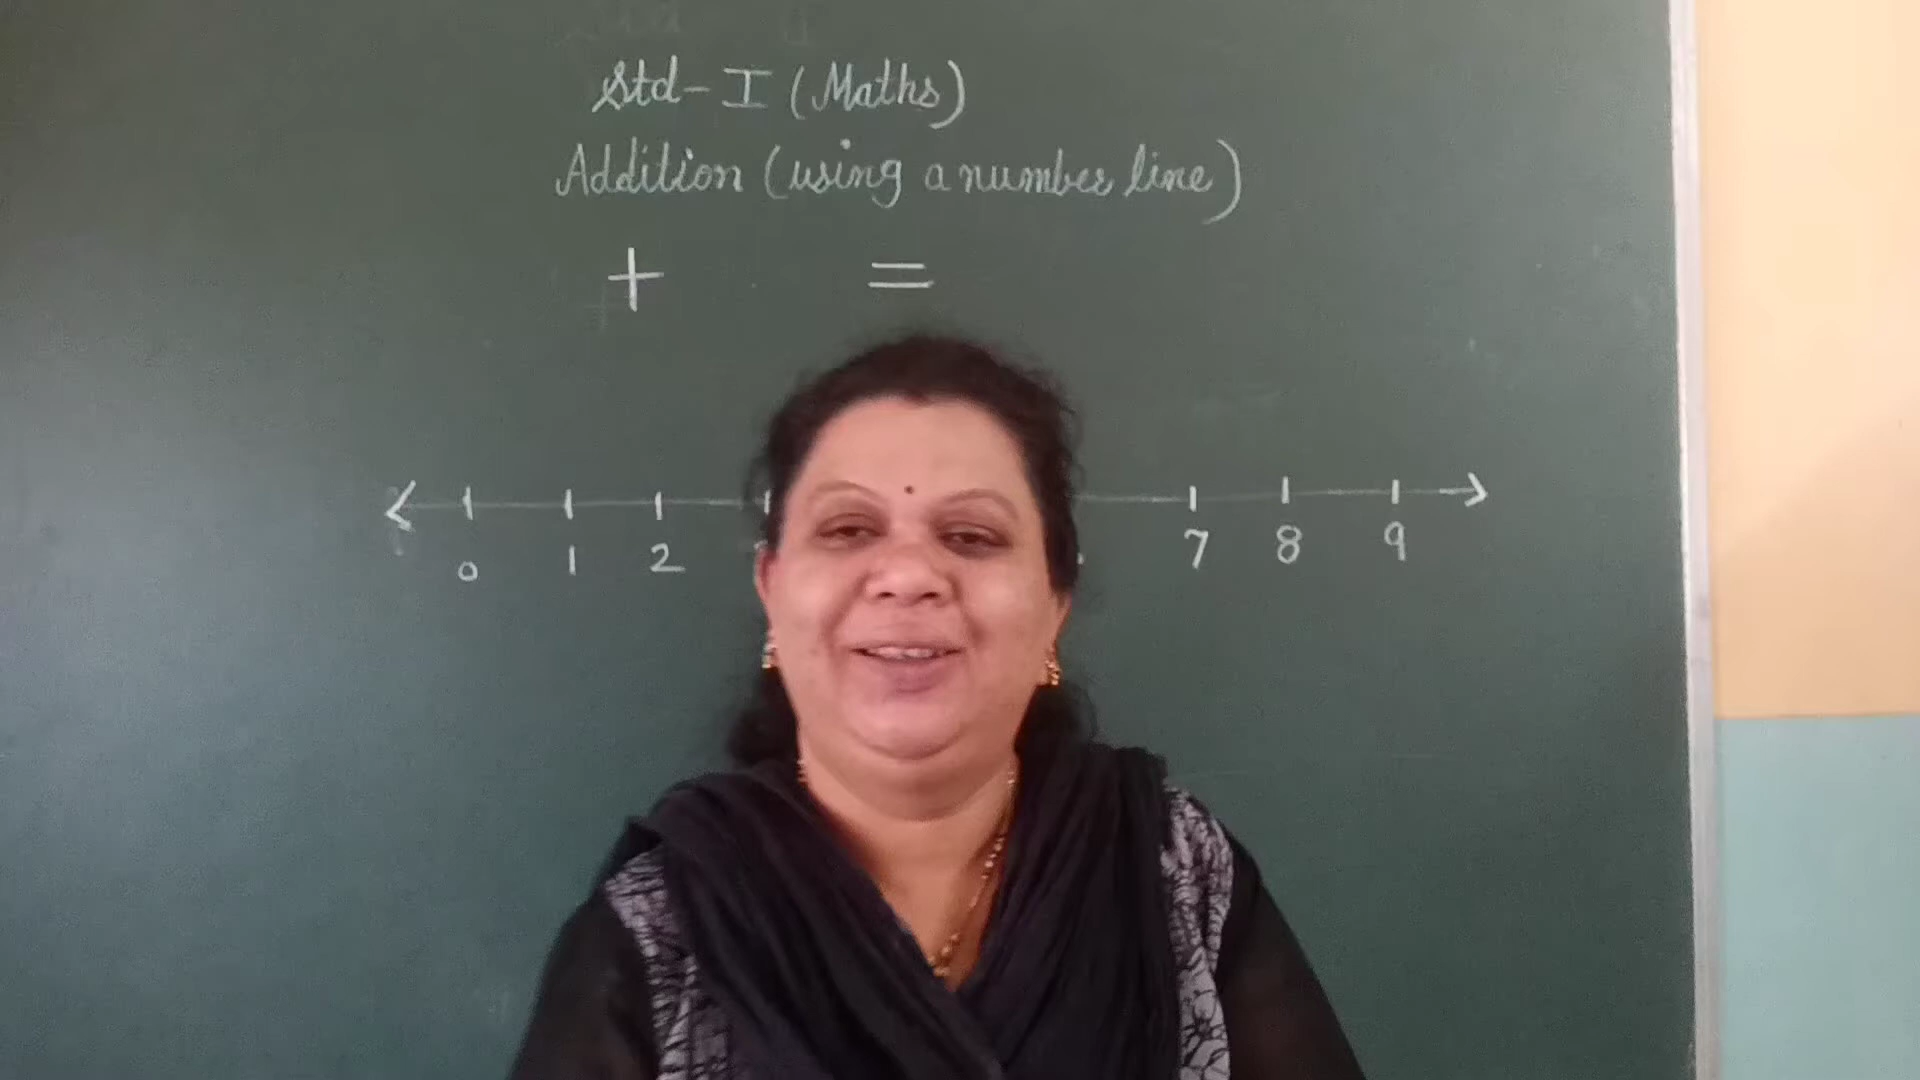 Std - I (Maths)
Addition (using a number line)
+ =
0 1 2 7 8 9